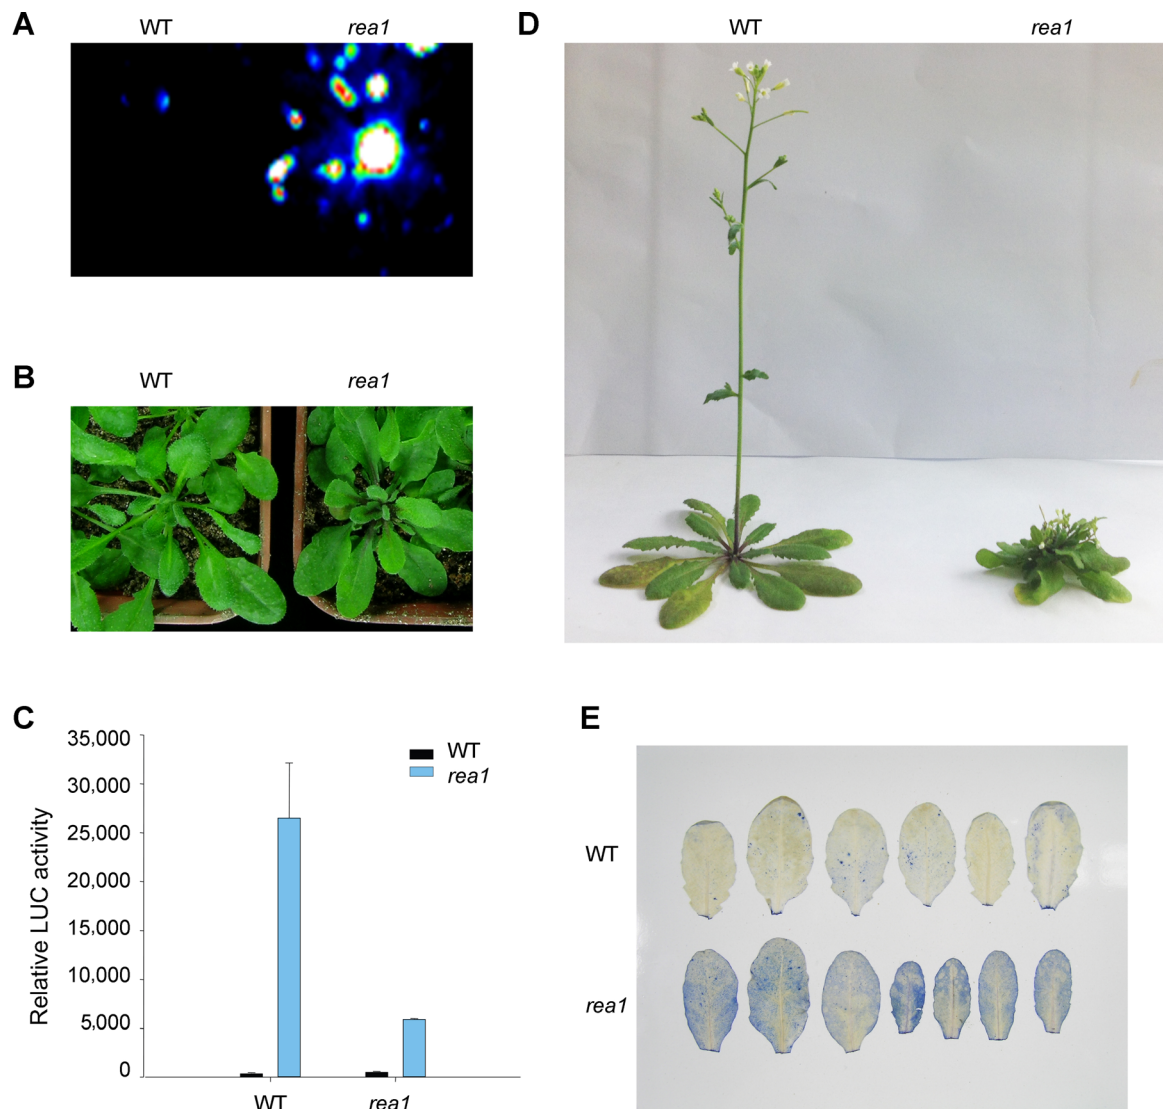 A
WT
rea1
B
WT
rea1
C
35,000
30,000
25,000
20,000
15,000
10,000
5,000
0
Relative LUC activity
WT
rea1
WT
rea1
D
WT
rea1
E
WT
rea1